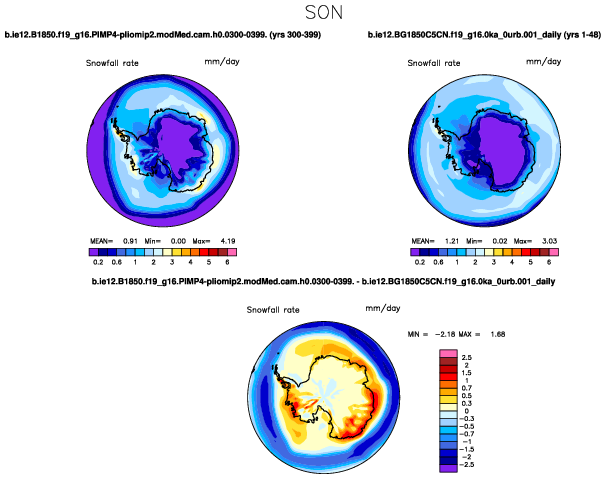 SON
b.ie12.B1850.f19_g16.PIMP4-pliomip2.modMed.cam.h0.0300-0399. (yrs 300-399)
b.ie12.BG1850C5CN.f19_g16.0ka_0urb.001_daily (yrs 1-48)
Snowfall rate mm/day
Snowfall rate mm/day
MEAN= 0.91 Min= 0.00 Max= 4.19
MEAN= 1.21 Min= 0.02 Max= 3.03
0.2 0.6 1 2 3 4 5 6
0.2 0.6 1 2 3 4 5 6
b.ie12.B1850.f19_g16.PIMP4-pliomip2.modMed.cam.h0.0300-0399. - b.ie12.BG1850C5CN.f19_g16.0ka_0urb.001_daily
Snowfall rate mm/day
MIN = -2.18 MAX = 1.68
2.5
2
1.5
1
0.7
0.5
0.3
0
-0.3
-0.5
-0.7
-1
-1.5
-2
-2.5